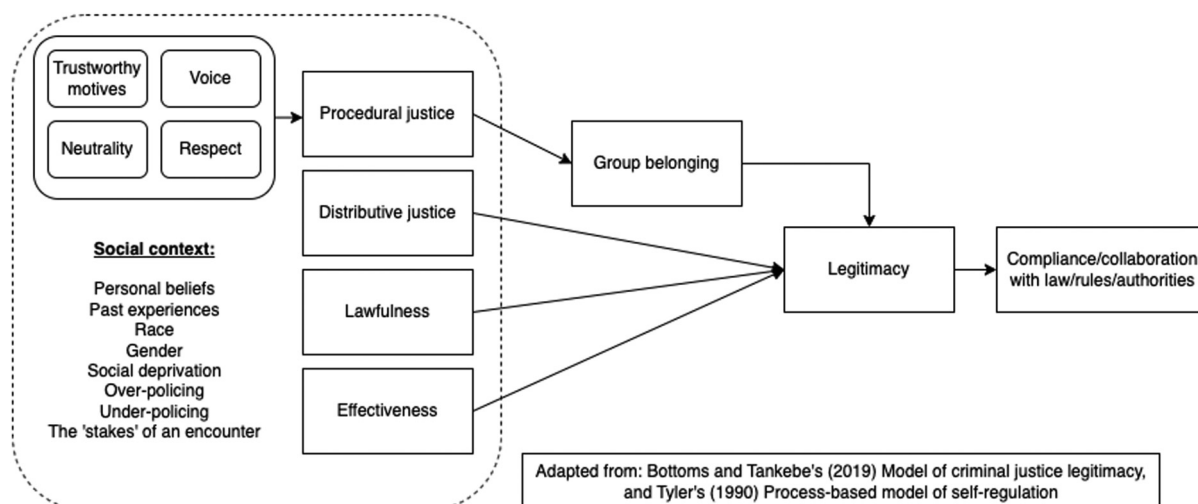 Trustworthy
motives
Voice
Neutrality
Respect
Procedural justice
Group belonging
Distributive justice
Social context:
Personal beliefs
Past experiences
Race
Gender
Social deprivation
Over-policing
Under-policing
The 'stakes' of an encounter
Lawfulness
Effectiveness
Legitimacy
Compliance/collaboration
with law/rules/authorities
Adapted from: Bottoms and Tankebe's (2019) Model of criminal justice legitimacy,
and Tyler's (1990) Process-based model of self-regulation